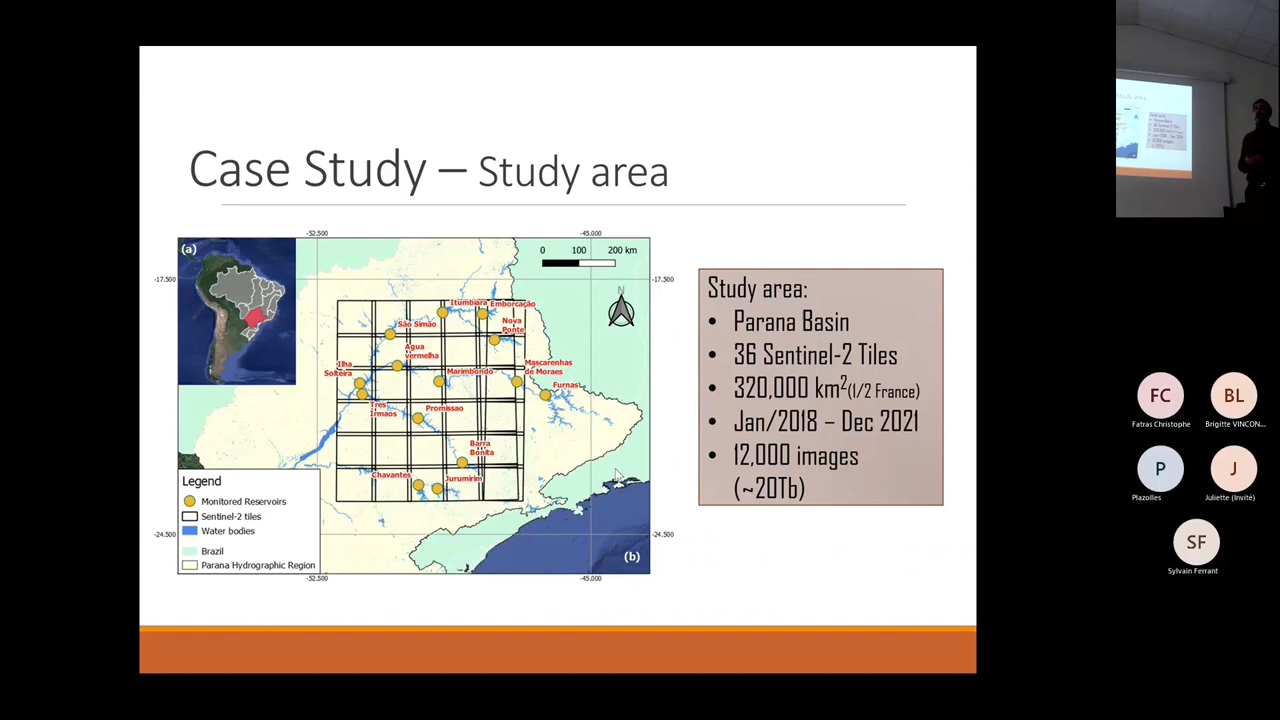 Case Study – Study area
(a)
(b)
-52.500
-45.000
-17.500
-17.500
-24.500
-24.500
-52.500
-45.000
0 100 200 km
N
Itumbiara
Emborcação
São Simão
Nova
Ponte
Agua
vermelha
Ilha
Solteira
Marimbondo
Mascarenhas
de Moraes
Furnas
Tres
Irmaos
Promissao
Barra
Bonita
Chavantes
Jurumirim
Legend
Monitored Reservoirs
Sentinel-2 tiles
Water bodies
Brazil
Parana Hydrographic Region
Study area:
• Parana Basin
• 36 Sentinel-2 Tiles
• 320,000 km2(1/2 France)
• Jan/2018 – Dec 2021
• 12,000 images
(~20Tb)
FC
Fatras Christophe
BL
Brigitte VINCON...
P
Plazolles
J
Juliette (Invité)
SF
Sylvain Ferrant